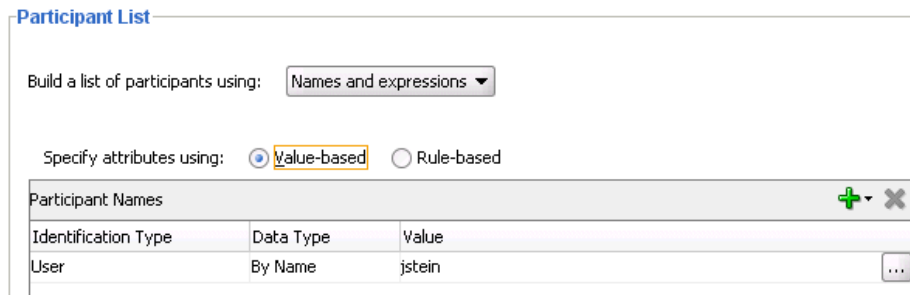 Participant List
Build a list of participants using: Names and expressions
Specify attributes using: Value-based Rule-based
Participant Names
Identification Type Data Type Value
User By Name jstein ...